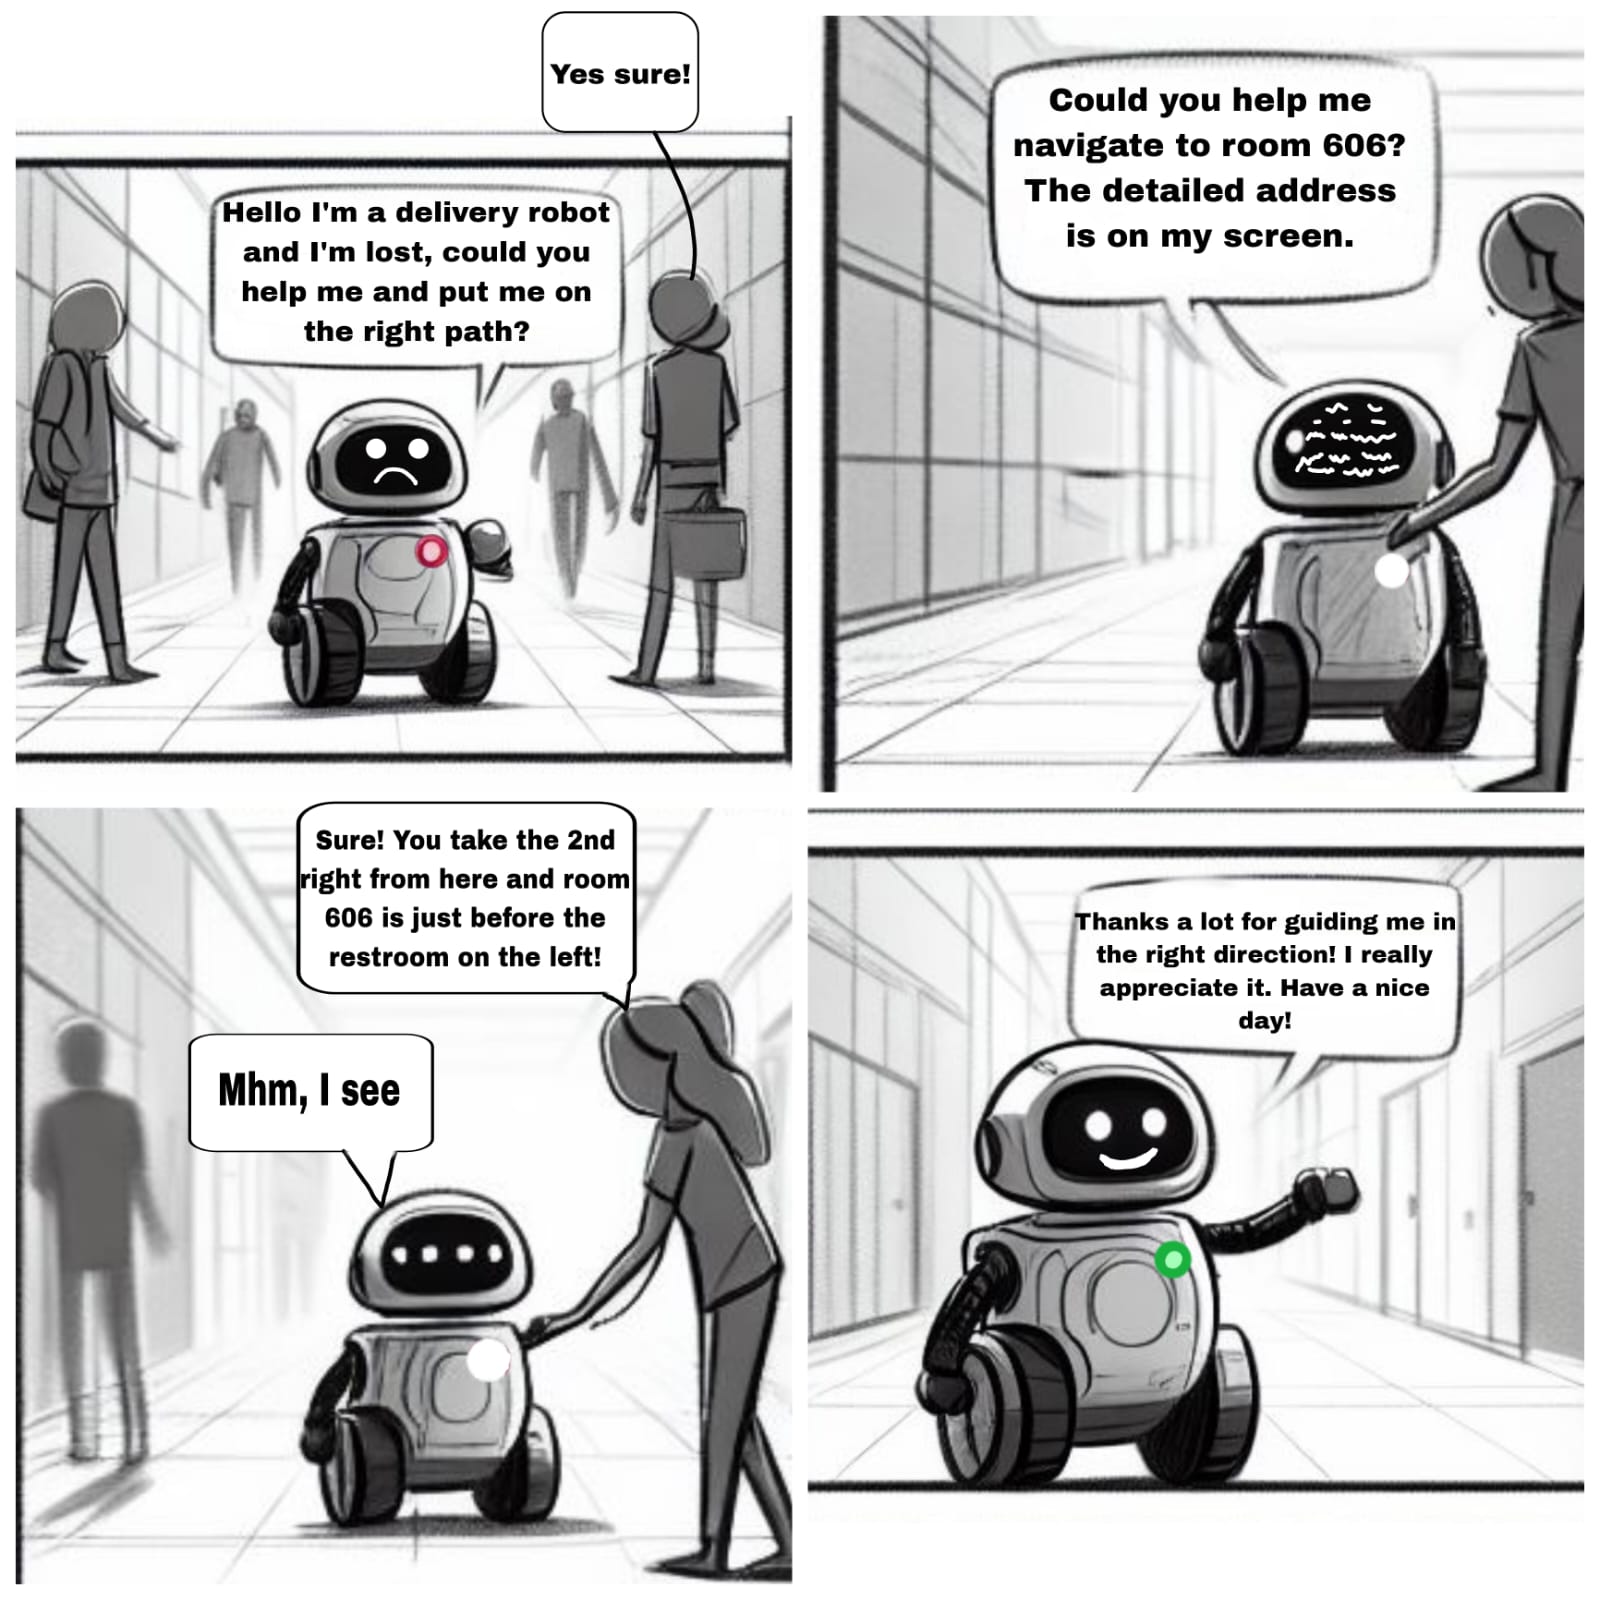 Yes sure!
Hello I'm a delivery robot
and I'm lost, could you
help me and put me on
the right path?
Could you help me
navigate to room 606?
The detailed address
is on my screen.
Sure! You take the 2nd
right from here and room
606 is just before the
restroom on the left!
Mhm, I see
Thanks a lot for guiding me in
the right direction! I really
appreciate it. Have a nice
day!